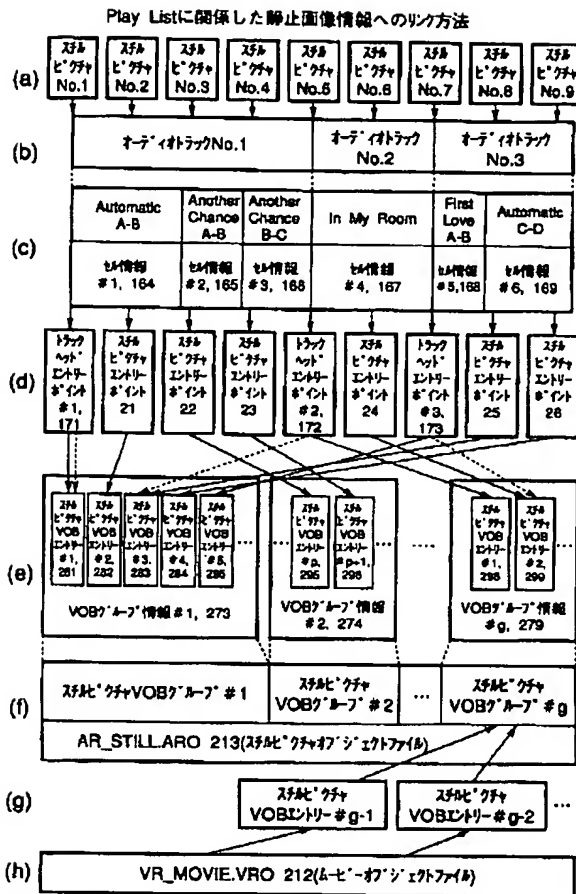 Play Listに関係した静止画像情報へのリンク方法
(a)
スチル ピクチャ No.1
スチル ピクチャ No.2
スチル ピクチャ No.3
スチル ピクチャ No.4
スチル ピクチャ No.5
スチル ピクチャ No.6
スチル ピクチャ No.7
スチル ピクチャ No.8
スチル ピクチャ No.9
(b)
オーディオトラックNo.1
オーディオトラック No.2
オーディオトラック No.3
(c)
Automatic A-B
Another Chance A-B
Another Chance B-C
In My Room
First Love A-B
Automatic C-D
セル情報 #1, 164
セル情報 #2, 165
セル情報 #3, 166
セル情報 #4, 167
セル情報 #5,168
セル情報 #6, 169
(d)
トラック ヘッド エントリー ポイント #1, 171
スチル ピクチャ エントリー ポイント 21
スチル ピクチャ エントリー ポイント 22
スチル ピクチャ エントリー ポイント 23
トラック ヘッド エントリー ポイント #2, 172
スチル ピクチャ エントリー ポイント 24
トラック ヘッド エントリー ポイント #3, 173
スチル ピクチャ エントリー ポイント 25
スチル ピクチャ エントリー ポイント 26
(e)
スチル ピクチャ VOB エントリー #1, 281
スチル ピクチャ VOB エントリー #2, 282
スチル ピクチャ VOB エントリー #3, 283
スチル ピクチャ VOB エントリー #4, 284
スチル ピクチャ VOB エントリー #5, 285
スチル ピクチャ VOB エントリー #p, 295
スチル ピクチャ VOB エントリー #p+1, 296
スチル ピクチャ VOB エントリー #1, 298
スチル ピクチャ VOB エントリー #2, 299
VOBグループ情報#1, 273
VOBグループ情報 #2, 274
VOBグループ情報 #g, 279
(f)
スチルピクチャVOBグループ#1
スチルピクチャ VOBグループ#2
スチルピクチャ VOBグループ#g
AR_STILL.ARO 213(スチルピクチャオブジェクトファイル)
(g)
スチルピクチャ VOBエントリー#g-1
スチルピクチャ VOBエントリー#g-2
(h)
VR_MOVIE.VRO 212(ムービーオブジェクトファイル)